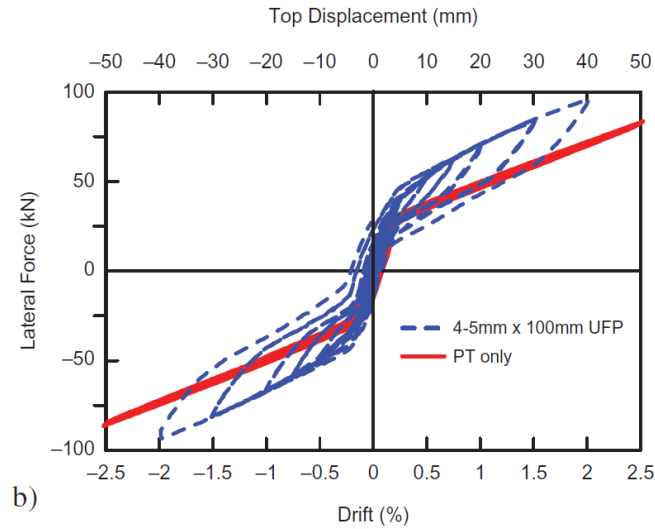 Top Displacement (mm)
−50 −40 −30 −20 −10 0 10 20 30 40 50
100
50
0
−50
−100
Lateral Force (kN)
4-5mm x 100mm UFP
PT only
−2.5 −2 −1.5 −1 −0.5 0 0.5 1 1.5 2 2.5
b)
Drift (%)